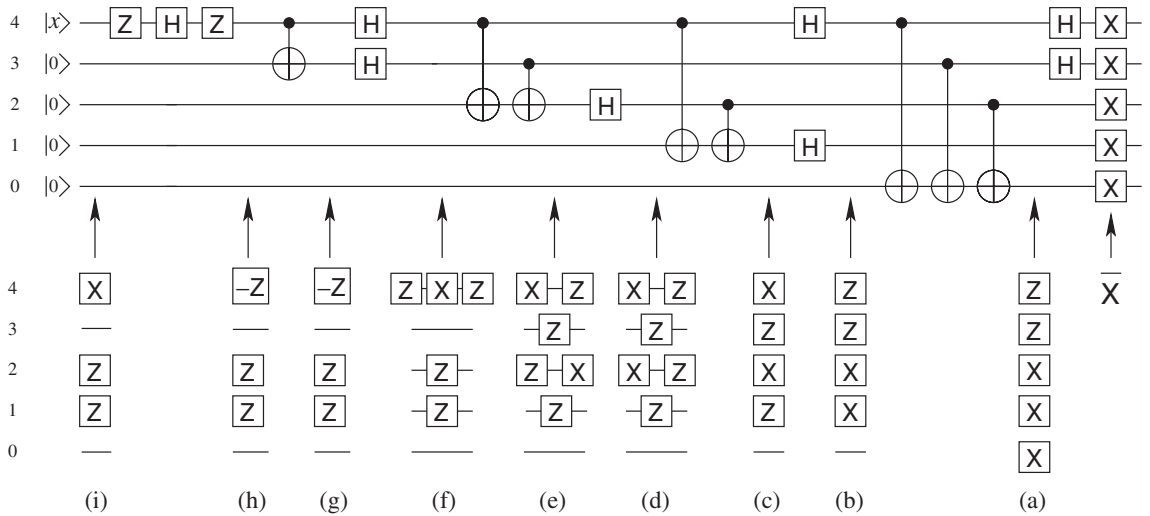 4 |x⟩ Z H Z H H H X
3 |0⟩ H H X
2 |0⟩ H X
1 |0⟩ H X
0 |0⟩ X
4 X –Z –Z Z X Z X Z X Z X Z Z X̄
3 Z Z Z Z Z
2 Z Z Z Z Z X X Z X X X
1 Z Z Z Z Z Z Z X X
0 X
(i) (h) (g) (f) (e) (d) (c) (b) (a)